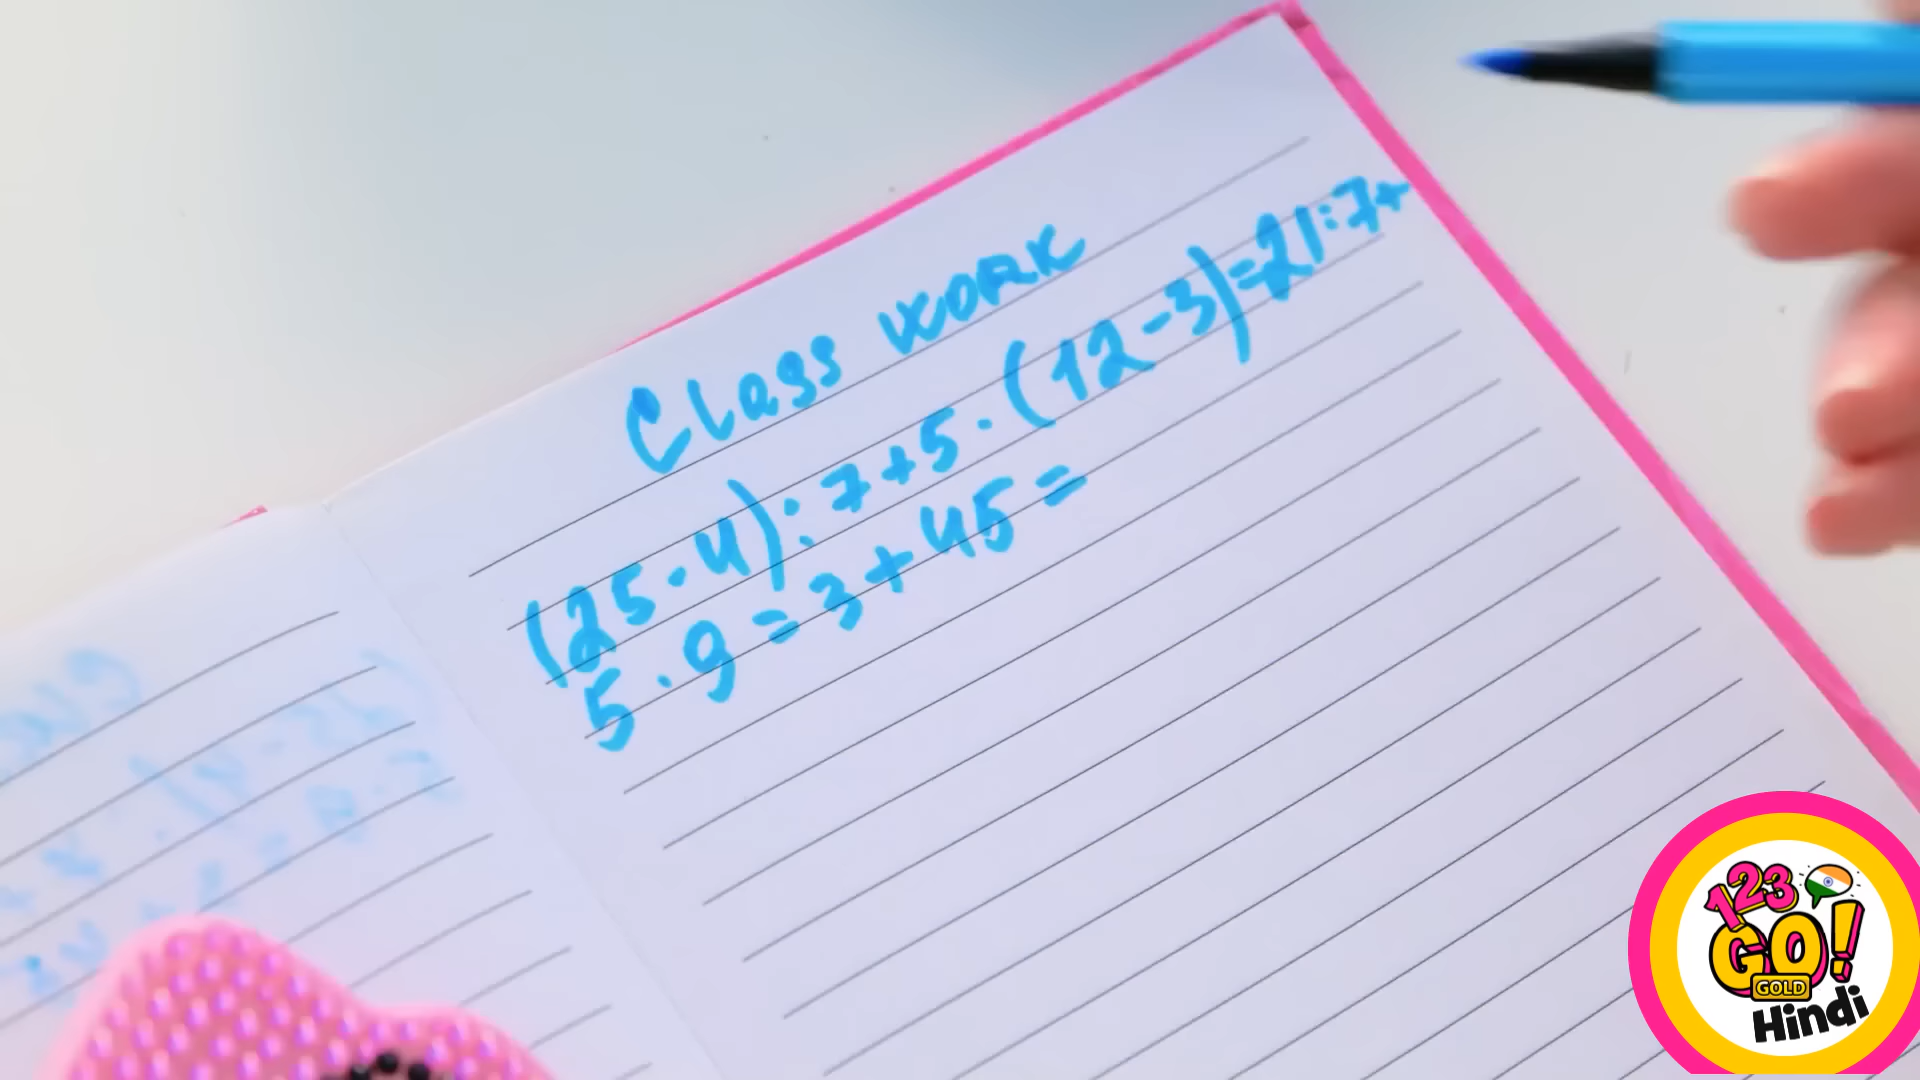 Class work
(25-4):7+5·(12-3)=21:7+
5·9=3+45=
123
GO!
GOLD
Hindi